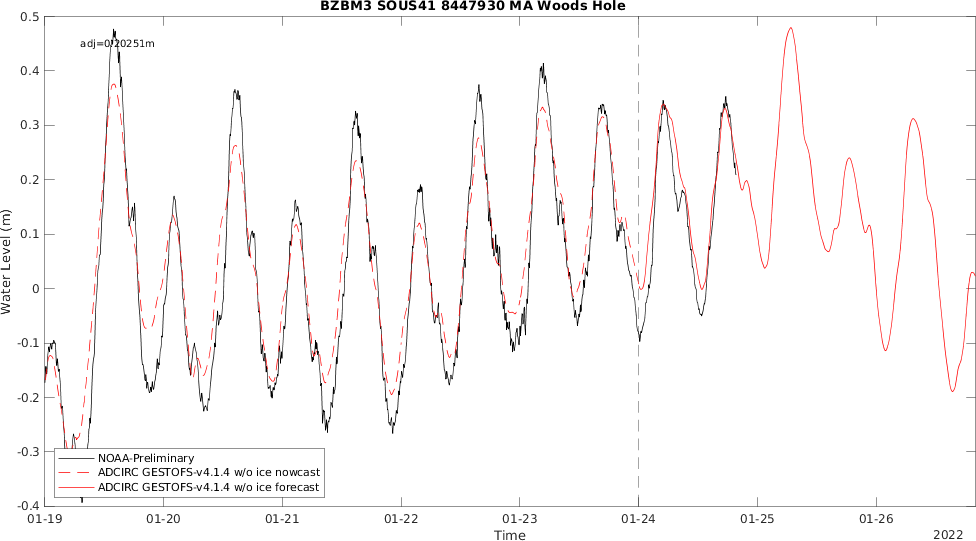 BZBM3 SOUS41 8447930 MA Woods Hole
adj=0.20251m
0.5
0.4
0.3
0.2
0.1
0
-0.1
-0.2
-0.3
-0.4
Water Level (m)
NOAA-Preliminary
ADCIRC GESTOFS-v4.1.4 w/o ice nowcast
ADCIRC GESTOFS-v4.1.4 w/o ice forecast
01-19 01-20 01-21 01-22 01-23 01-24 01-25 01-26
Time
2022